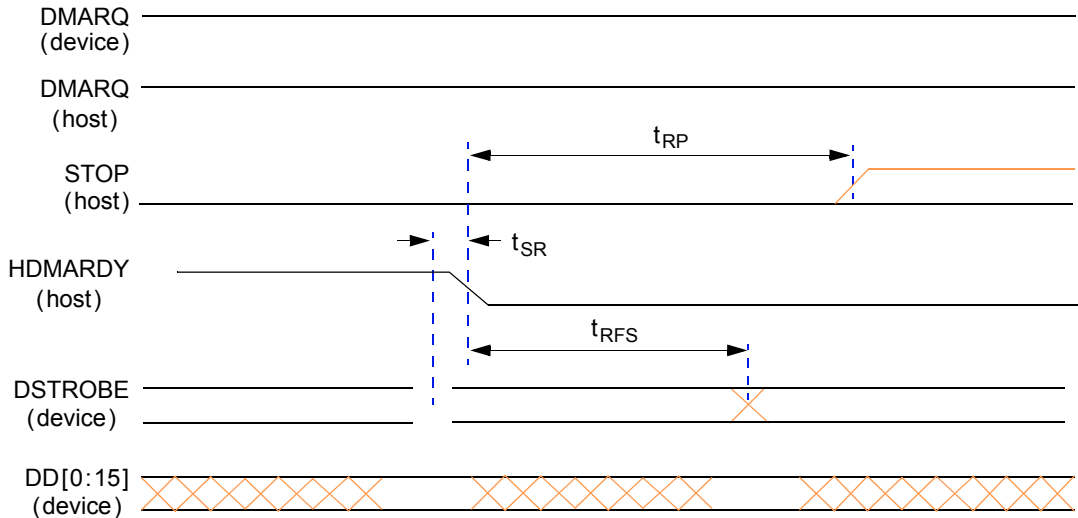 DMARQ
(device)
DMARQ
(host)
tRP
STOP
(host)
tSR
HDMARDY
(host)
tRFS
DSTROBE
(device)
DD[0:15]
(device)